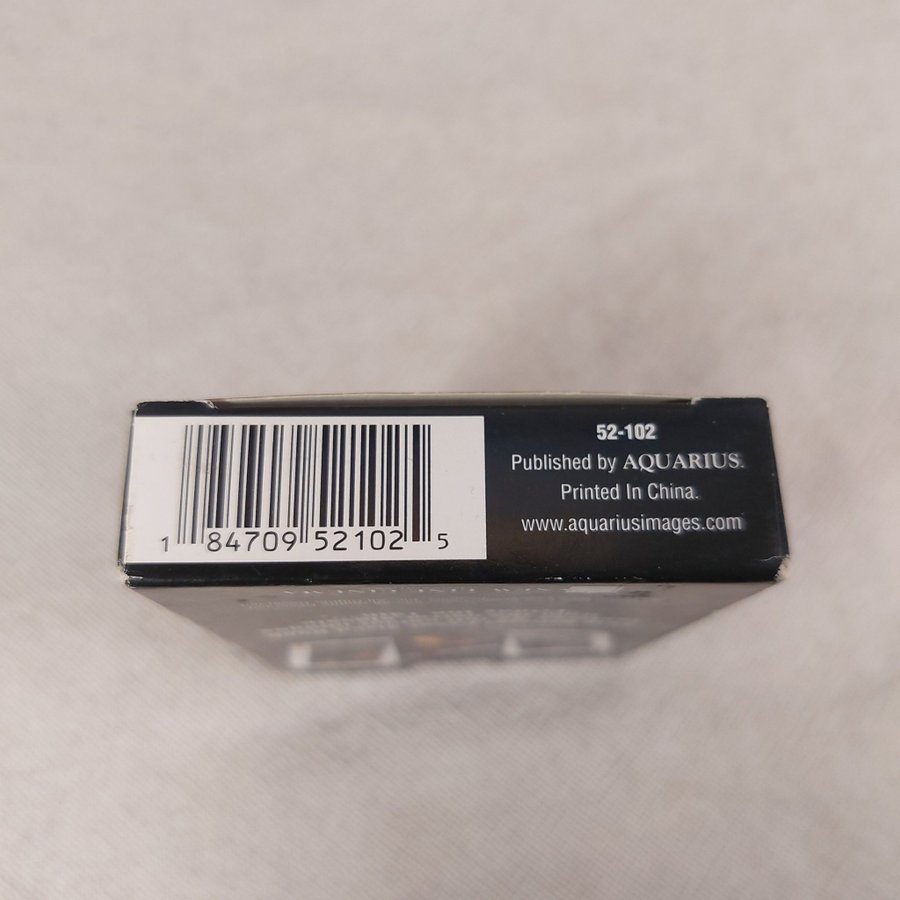 1 84709 52102 5
52-102
Published by AQUARIUS.
Printed In China.
www.aquariusimages.com